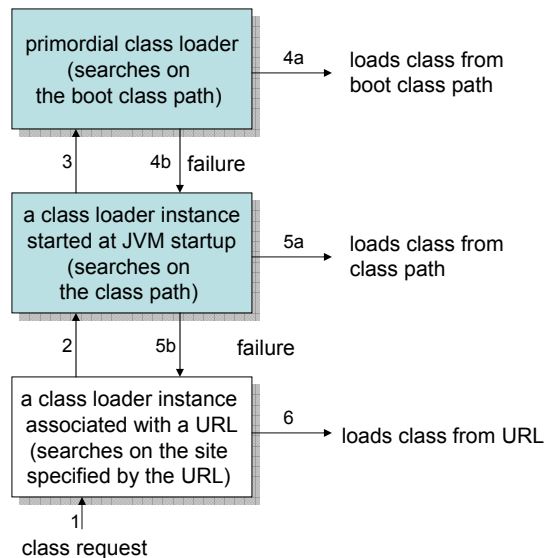 primordial class loader
(searches on
the boot class path)
4a
loads class from
boot class path
3
4b
failure
a class loader instance
started at JVM startup
(searches on
the class path)
5a
loads class from
class path
2
5b
failure
a class loader instance
associated with a URL
(searches on the site
specified by the URL)
6
loads class from URL
1
class request